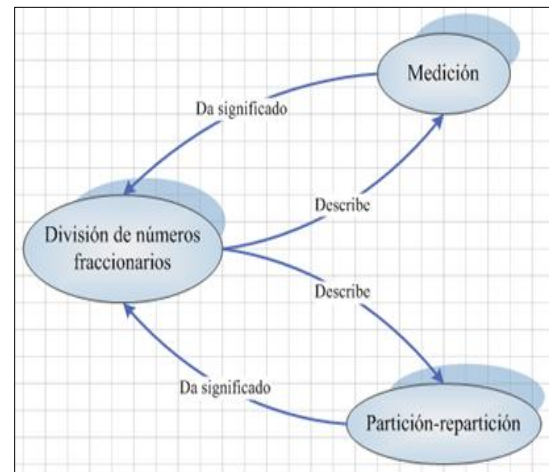 Medición
Da significado
Describe
División de números
fraccionarios
Describe
Da significado
Partición-repartición